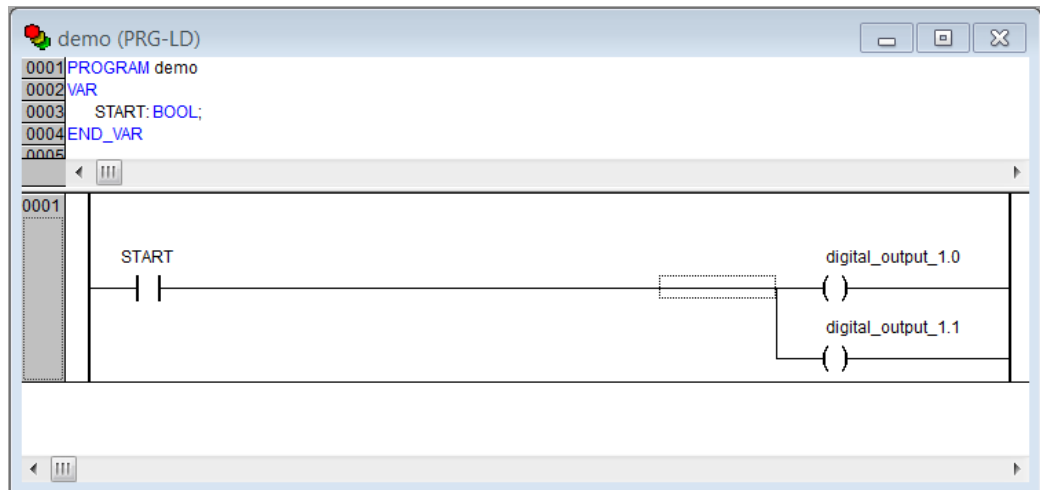 demo (PRG-LD)
0001 PROGRAM demo
0002 VAR
0003 START: BOOL;
0004 END_VAR
0005
0001
START
digital_output_1.0
digital_output_1.1